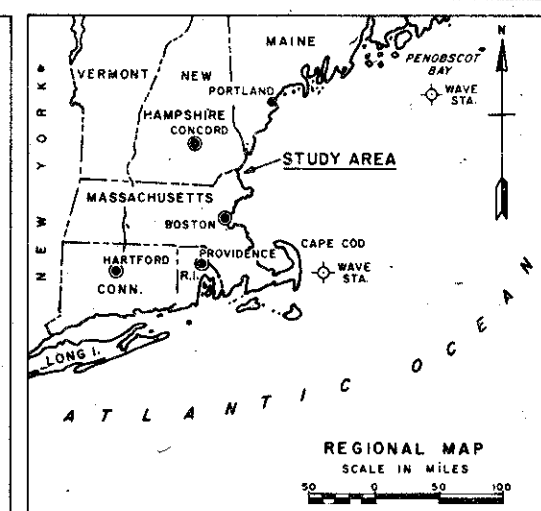 MAINE
N
VERMONT
NEW
HAMPSHIRE
PENOBSCOT
BAY
PORTLAND
WAVE
STA.
CONCORD
NEW YORK
STUDY AREA
MASSACHUSETTS
BOSTON
CAPE COD
PROVIDENCE
HARTFORD
R.I.
WAVE
STA.
CONN.
LONG I.
ATLANTIC OCEAN
REGIONAL MAP
SCALE IN MILES
50 0 50 100